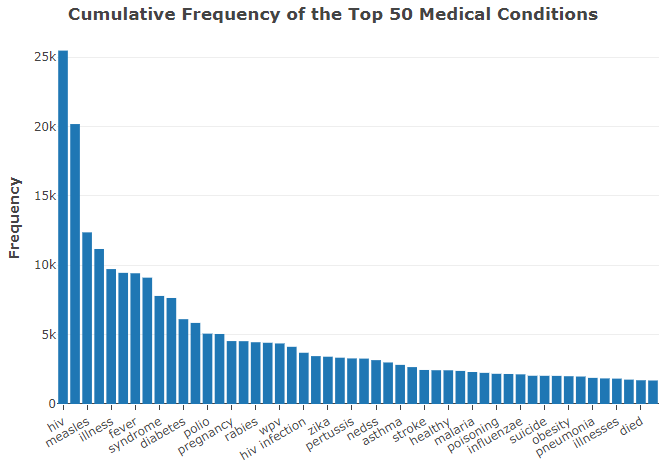 Cumulative Frequency of the Top 50 Medical Conditions
25k
20k
15k
10k
5k
0
Frequency
hiv
measles
illness
fever
syndrome
diabetes
polio
pregnancy
rabies
wpv
hiv infection
zika
pertussis
nedss
asthma
stroke
healthy
malaria
poisoning
influenzae
suicide
obesity
pneumonia
illnesses
died